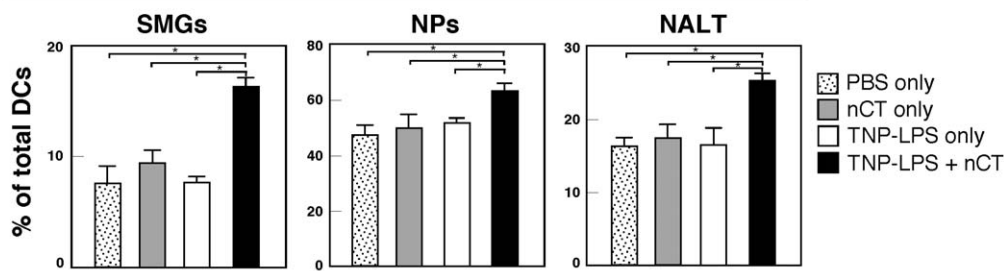 SMGs
NPs
NALT
% of total DCs
20
10
0
80
60
40
20
0
30
20
10
0
* * *
* * *
* * *
PBS only
nCT only
TNP-LPS only
TNP-LPS + nCT